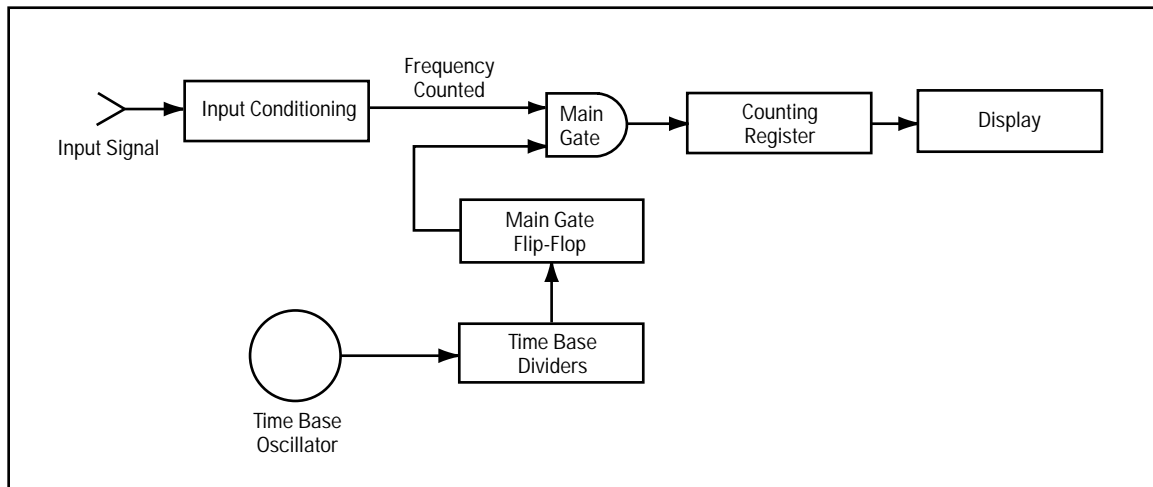 Frequency
Counted
Input Signal
Input Conditioning
Main
Gate
Counting
Register
Display
Main Gate
Flip-Flop
Time Base
Dividers
Time Base
Oscillator